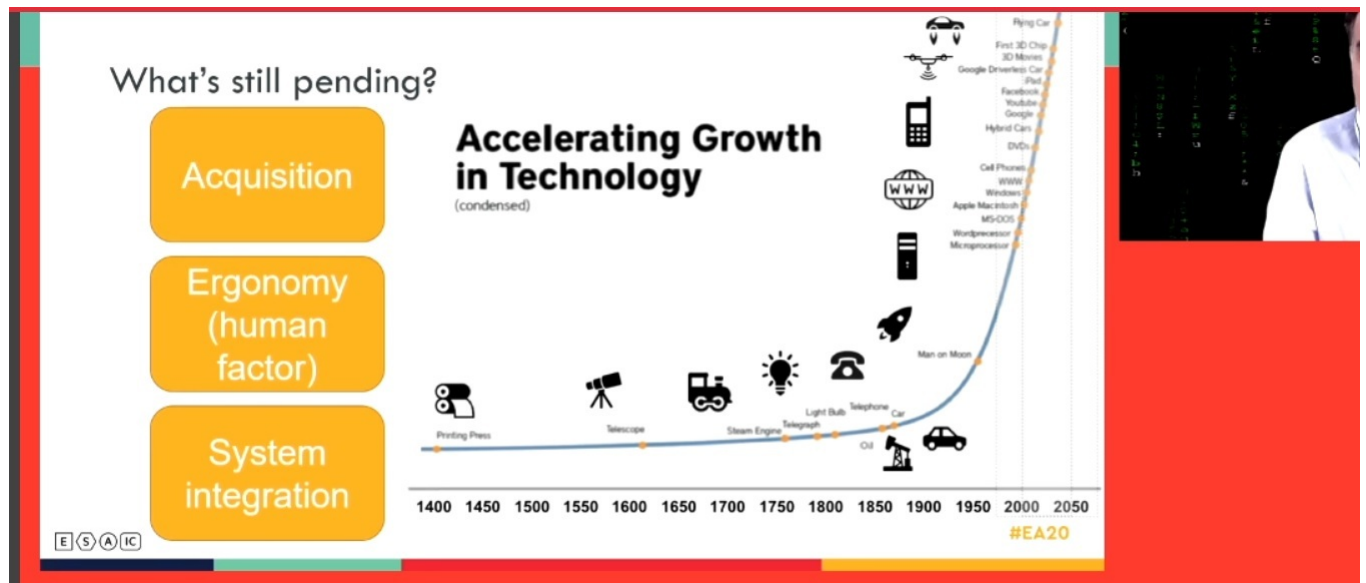 What's still pending?
Acquisition
Ergonomy
(human
factor)
System
integration
Accelerating Growth
in Technology
(condensed)
Flying Car
First 3D Chip
3D Movies
Google Driverless Car
iPad
Facebook
Youtube
Google
Hybrid Cars
DVDs
Cell Phones
WWW
Windows
Apple Macintosh
MS-DOS
Wordprecessor
Microprocessor
WWW
Man on Moon
Printing Press
Telescope
Steam Engine
Telegraph
Light Bulb
Telephone
Car
Oil
1400 1450 1500 1550 1600 1650 1700 1750 1800 1850 1900 1950 2000 2050
#EA20
E S A IC